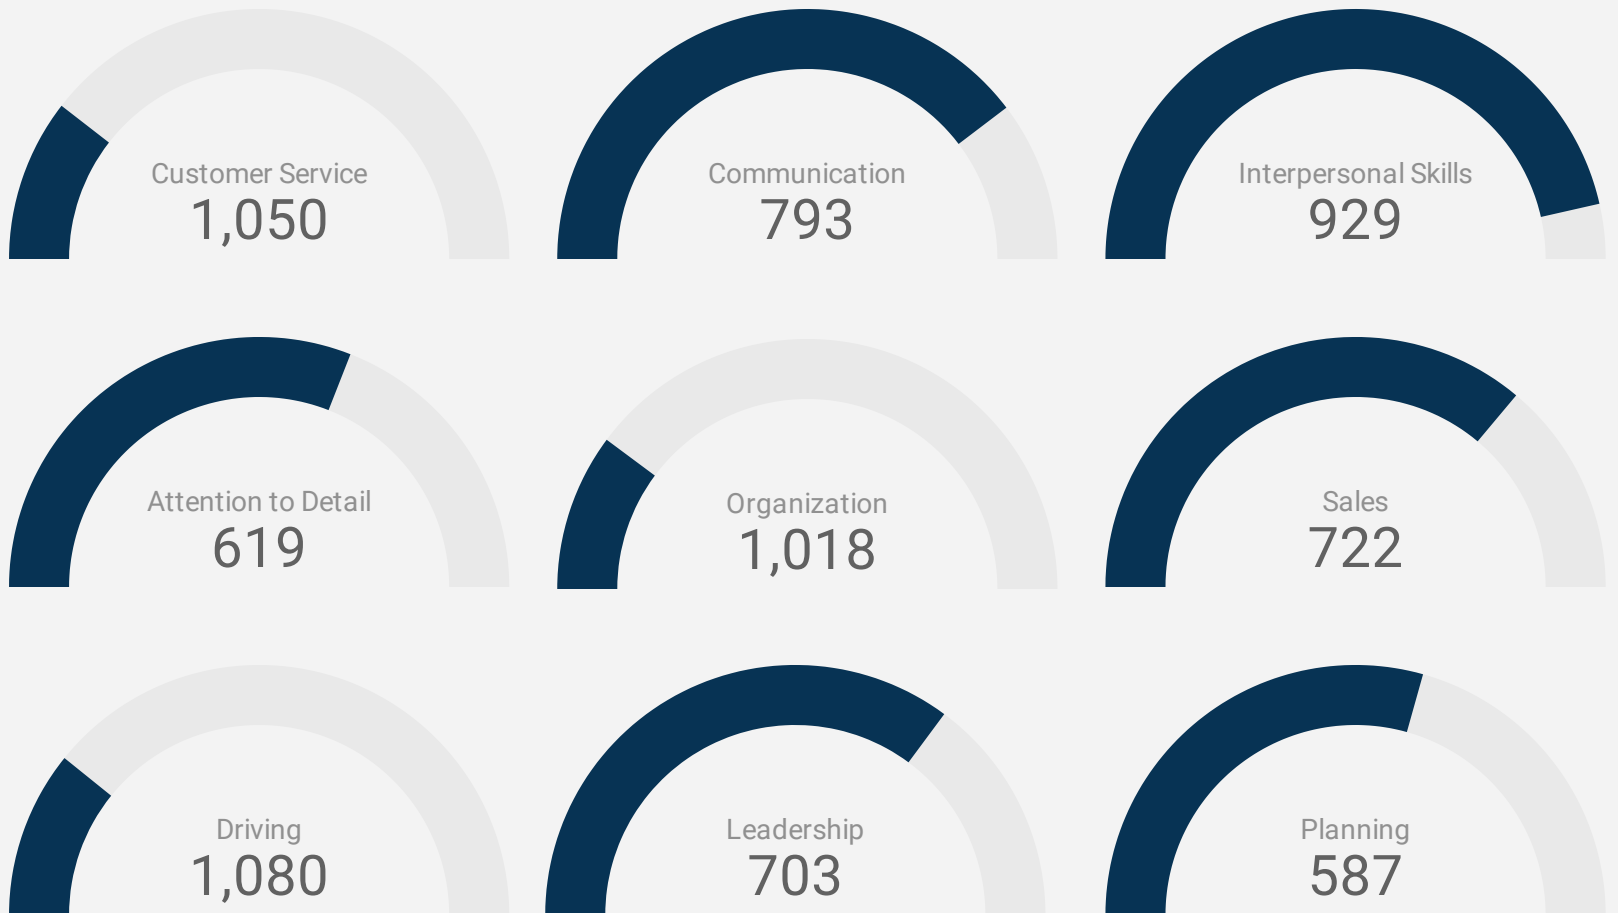 Customer Service
1,050
Communication
793
Interpersonal Skills
929
Attention to Detail
619
Organization
1,018
Sales
722
Driving
1,080
Leadership
703
Planning
587